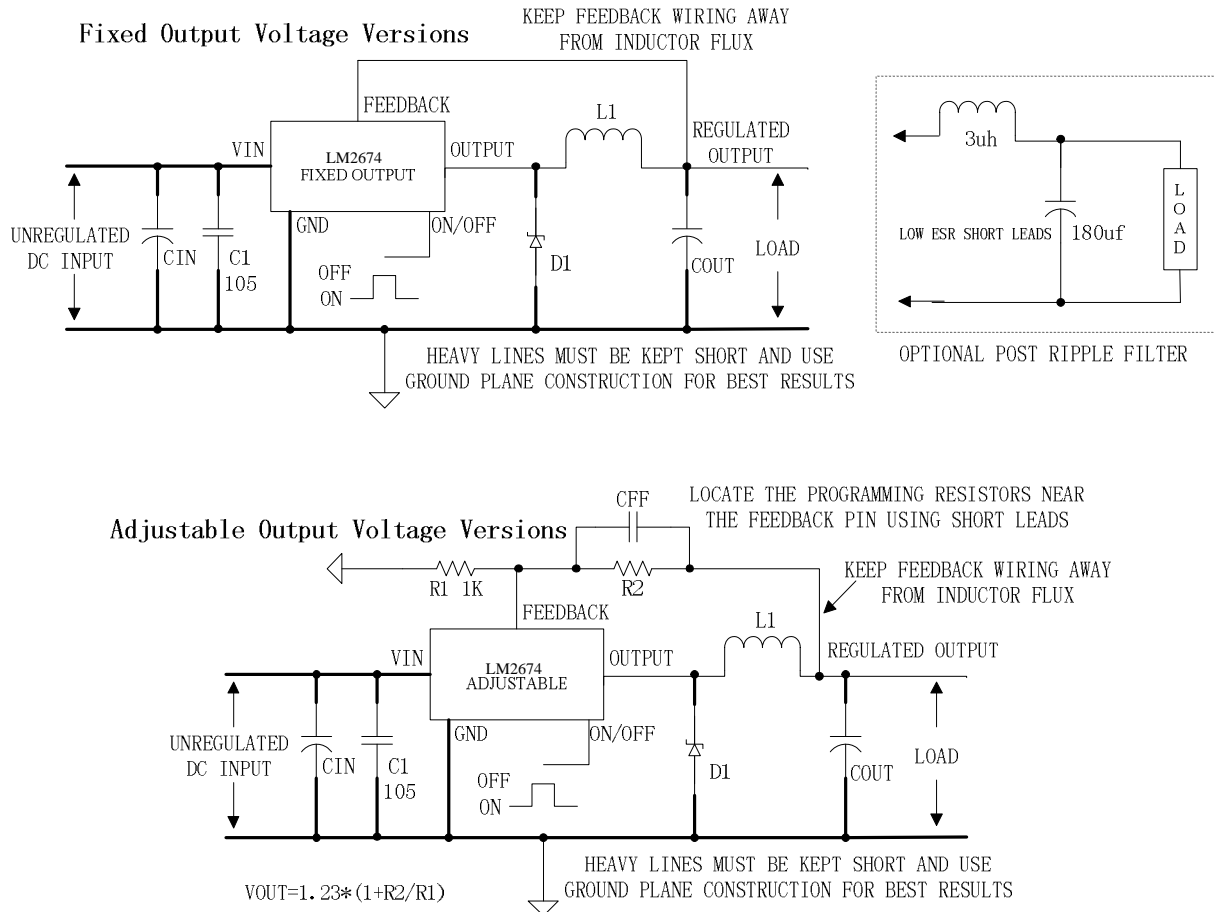 Fixed Output Voltage Versions
KEEP FEEDBACK WIRING AWAY
FROM INDUCTOR FLUX
FEEDBACK
L1
VIN
LM2674
FIXED OUTPUT
OUTPUT
REGULATED
OUTPUT
GND
ON/OFF
UNREGULATED
DC INPUT
CIN
C1
105
OFF
ON
D1
COUT
LOAD
HEAVY LINES MUST BE KEPT SHORT AND USE
GROUND PLANE CONSTRUCTION FOR BEST RESULTS
3uh
LOW ESR SHORT LEADS
180uf
LOAD
OPTIONAL POST RIPPLE FILTER
Adjustable Output Voltage Versions
CFF
LOCATE THE PROGRAMMING RESISTORS NEAR
THE FEEDBACK PIN USING SHORT LEADS
R1 1K
R2
KEEP FEEDBACK WIRING AWAY
FROM INDUCTOR FLUX
FEEDBACK
L1
VIN
LM2674
ADJUSTABLE
OUTPUT
REGULATED OUTPUT
GND
ON/OFF
UNREGULATED
DC INPUT
CIN
C1
105
OFF
ON
D1
COUT
LOAD
HEAVY LINES MUST BE KEPT SHORT AND USE
GROUND PLANE CONSTRUCTION FOR BEST RESULTS
VOUT=1.23*(1+R2/R1)